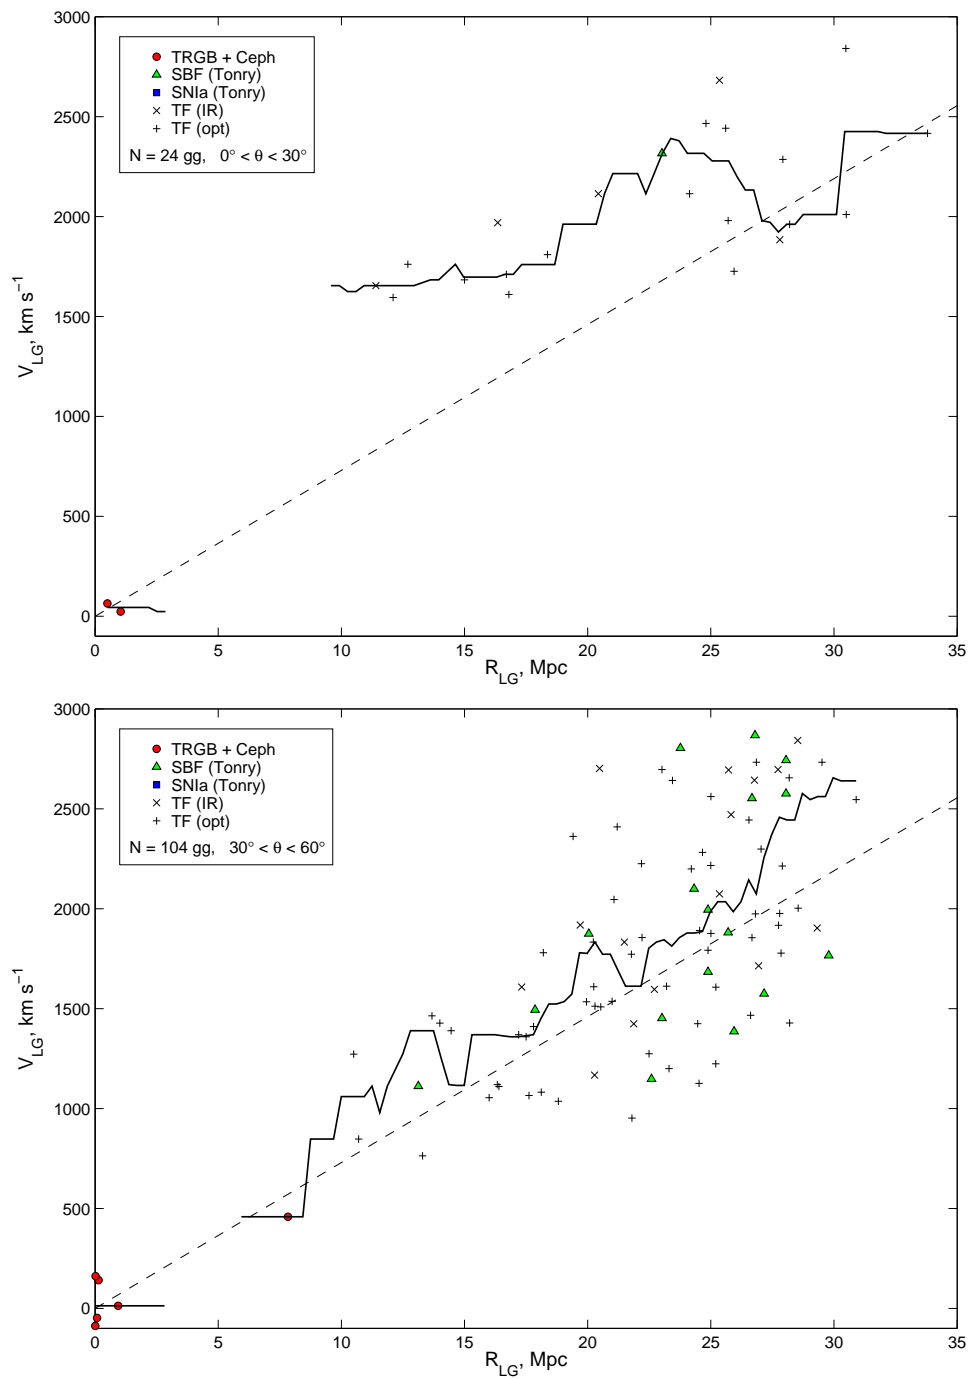 3000
2500
2000
1500
1000
500
0
V_LG, km s⁻¹
TRGB + Ceph
SBF (Tonry)
SNIa (Tonry)
TF (IR)
TF (opt)
N = 24 gg, 0° < θ < 30°
0 5 10 15 20 25 30 35
R_LG, Mpc
3000
2500
2000
1500
1000
500
0
V_LG, km s⁻¹
TRGB + Ceph
SBF (Tonry)
SNIa (Tonry)
TF (IR)
TF (opt)
N = 104 gg, 30° < θ < 60°
0 5 10 15 20 25 30 35
R_LG, Mpc